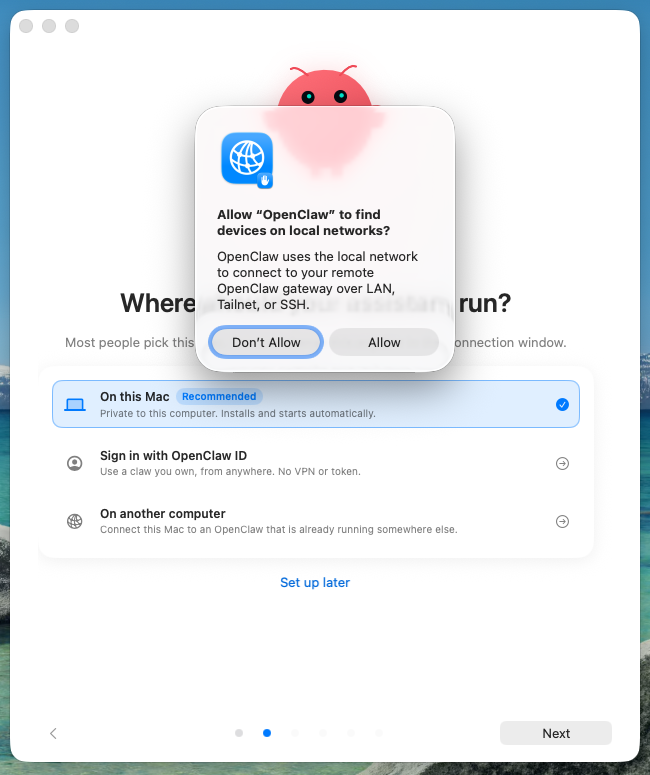 Allow “OpenClaw” to find
devices on local networks?
OpenClaw uses the local network
to connect to your remote
OpenClaw gateway over LAN,
Tailnet, or SSH.
Don’t Allow
Allow
Where run?
Most people pick this connection window.
On this Mac Recommended
Private to this computer. Installs and starts automatically.
Sign in with OpenClaw ID
Use a claw you own, from anywhere. No VPN or token.
On another computer
Connect this Mac to an OpenClaw that is already running somewhere else.
Set up later
Next